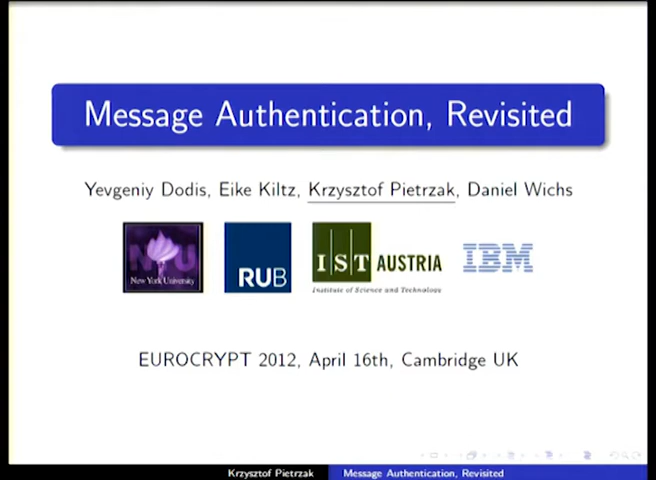 Message Authentication, Revisited
Yevgeniy Dodis, Eike Kiltz, Krzysztof Pietrzak, Daniel Wichs
NYU
New York University
RUB
IST AUSTRIA
Institute of Science and Technology
IBM
EUROCRYPT 2012, April 16th, Cambridge UK
Krzysztof Pietrzak Message Authentication, Revisited